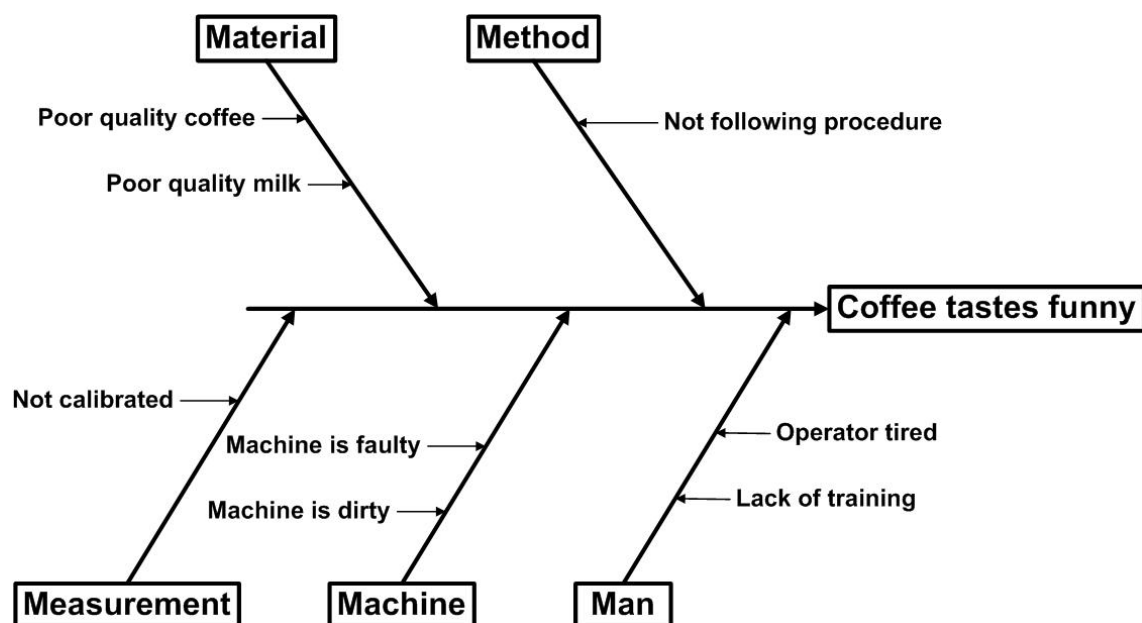 Material
Method
Poor quality coffee
Not following procedure
Poor quality milk
Coffee tastes funny
Not calibrated
Operator tired
Machine is faulty
Lack of training
Machine is dirty
Measurement
Machine
Man